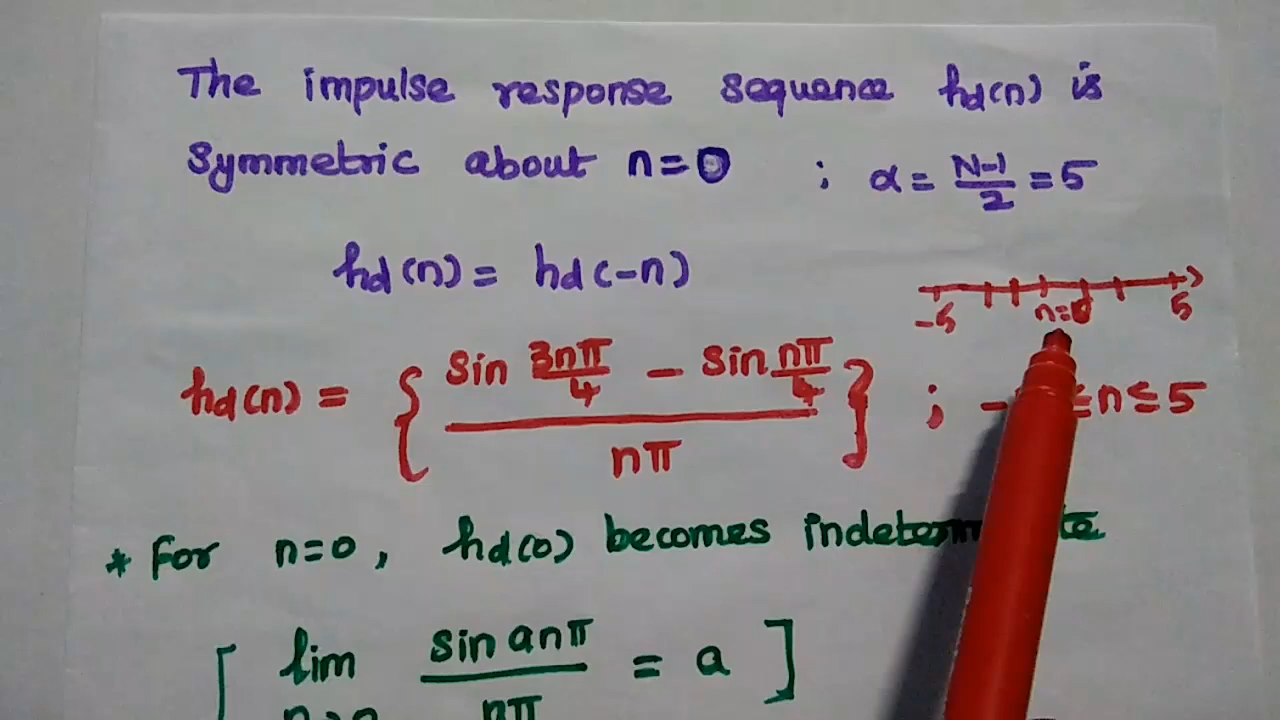 The impulse response sequence hd(n) is
Symmetric about n=0 ; α = N-1/2 = 5
hd(n) = hd(-n)
-5 n=0 5
hd(n) = { sin 3nπ/4 - sin nπ/4 / nπ } ; - ≤ n ≤ 5
* For n=0, hd(0) becomes
[ lim sin anπ / nπ = a ]